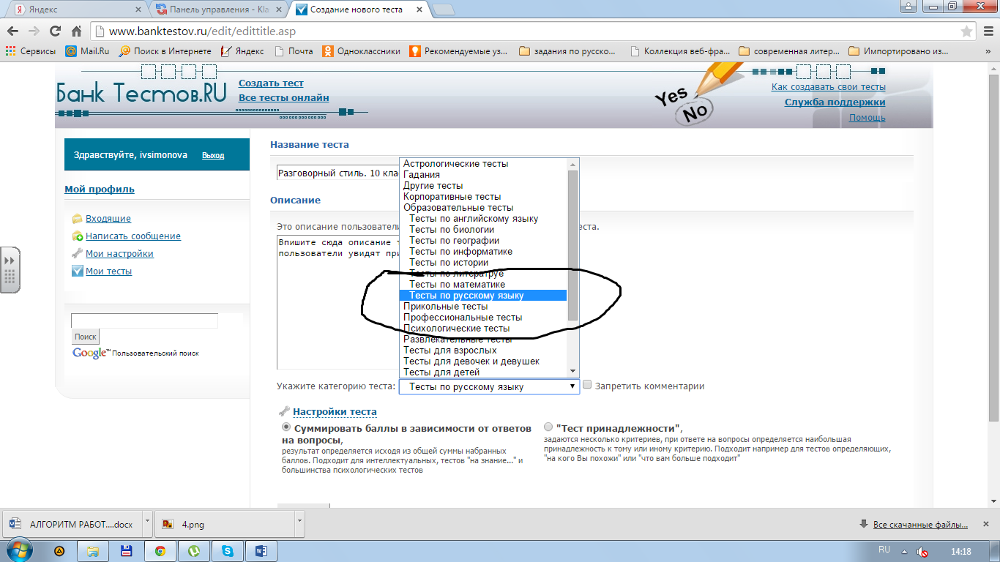 Яндекс
Панель управления - Kla
Создание нового теста
www.banktestov.ru/edit/edittitle.asp
Сервисы
Mail.Ru
Поиск в Интернете
Яндекс
Почта
Одноклассники
Рекомендуемые уз...
задания по русско...
Коллекция веб-фра...
современная литер...
Импортировано из...
»
Банк Тестов.RU
Создать тест
Все тесты онлайн
Yes
No
Как создавать свои тесты
Служба поддержки
Помощь
Здравствуйте, ivsimonova
Выход
Мой профиль
Входящие
Написать сообщение
Мои настройки
Мои тесты
Поиск
Google™ Пользовательский поиск
Название теста
Разговорный стиль. 10 кла
Описание
Это описание пользовател
ста.
Впишите сюда описание т
пользователи увидят при
Астрологические тесты
Гадания
Другие тесты
Корпоративные тесты
Образовательные тесты
Тесты по английскому языку
Тесты по биологии
Тесты по географии
Тесты по информатике
Тесты по истории
Тесты по литератруе
Тесты по математике
Тесты по русскому языку
Прикольные тесты
Профессиональные тесты
Психологические тесты
Развлекательные тесты
Тесты для взрослых
Тесты для девочек и девушек
Тесты для детей
Укажите категорию теста:
Тесты по русскому языку
Запретить комментарии
Настройки теста
Суммировать баллы в зависимости от ответов
на вопросы,
результат определяется исходя из общей суммы набранных
баллов. Подходит для интеллектуальных, тестов "на знание..." и
большинства психологических тестов
"Тест принадлежности",
задаются несколько критериев, при ответе на вопросы определяется наибольшая
принадлежность к тому или иному критерию. Подходит например для тестов определяющих,
"на кого Вы похожи" или "что вам больше подходит"
АЛГОРИТМ РАБОТ....docx
4.png
Все скачанные файлы...
RU
14:18